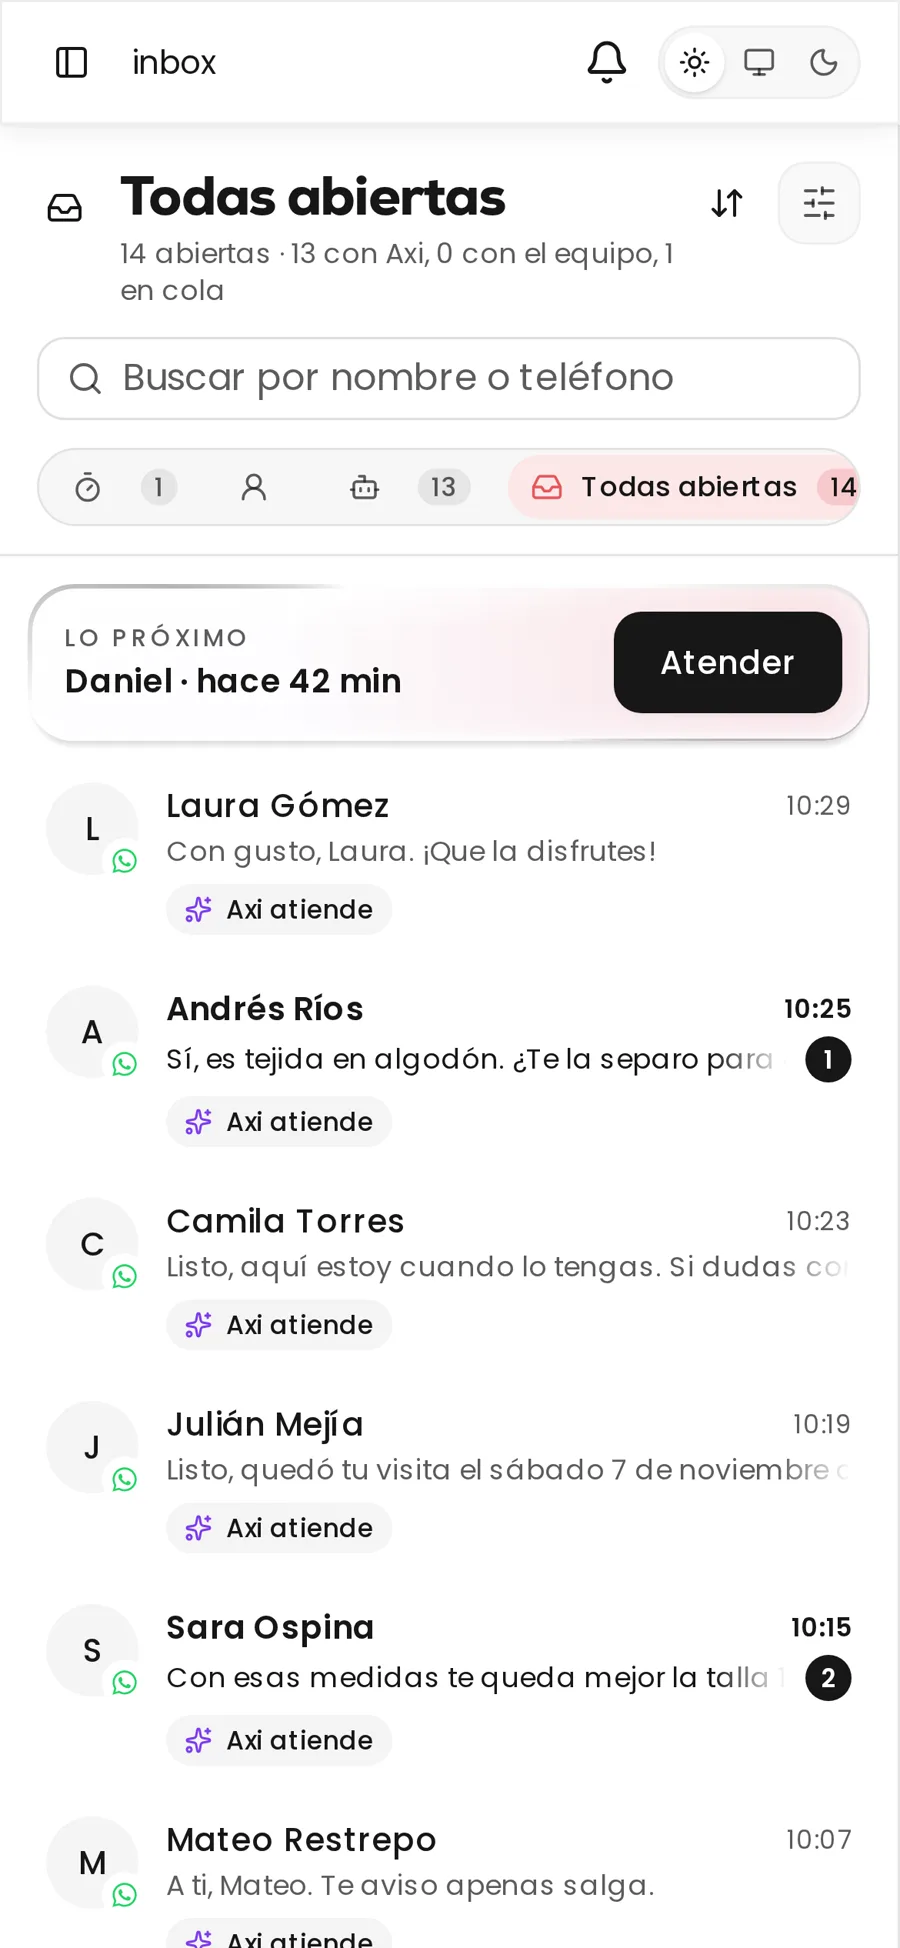 inbox
Todas abiertas
14 abiertas · 13 con Axi, 0 con el equipo, 1
en cola
Buscar por nombre o teléfono
1 13 Todas abiertas 14
LO PRÓXIMO
Daniel · hace 42 min
Atender
L Laura Gómez 10:29
Con gusto, Laura. ¡Que la disfrutes!
Axi atiende
A Andrés Ríos 10:25
Sí, es tejida en algodón. ¿Te la separo para 1
Axi atiende
C Camila Torres 10:23
Listo, aquí estoy cuando lo tengas. Si dudas
Axi atiende
J Julián Mejía 10:19
Listo, quedó tu visita el sábado 7 de noviembre
Axi atiende
S Sara Ospina 10:15
Con esas medidas te queda mejor la talla 2
Axi atiende
M Mateo Restrepo 10:07
A ti, Mateo. Te aviso apenas salga.
Axi atiende